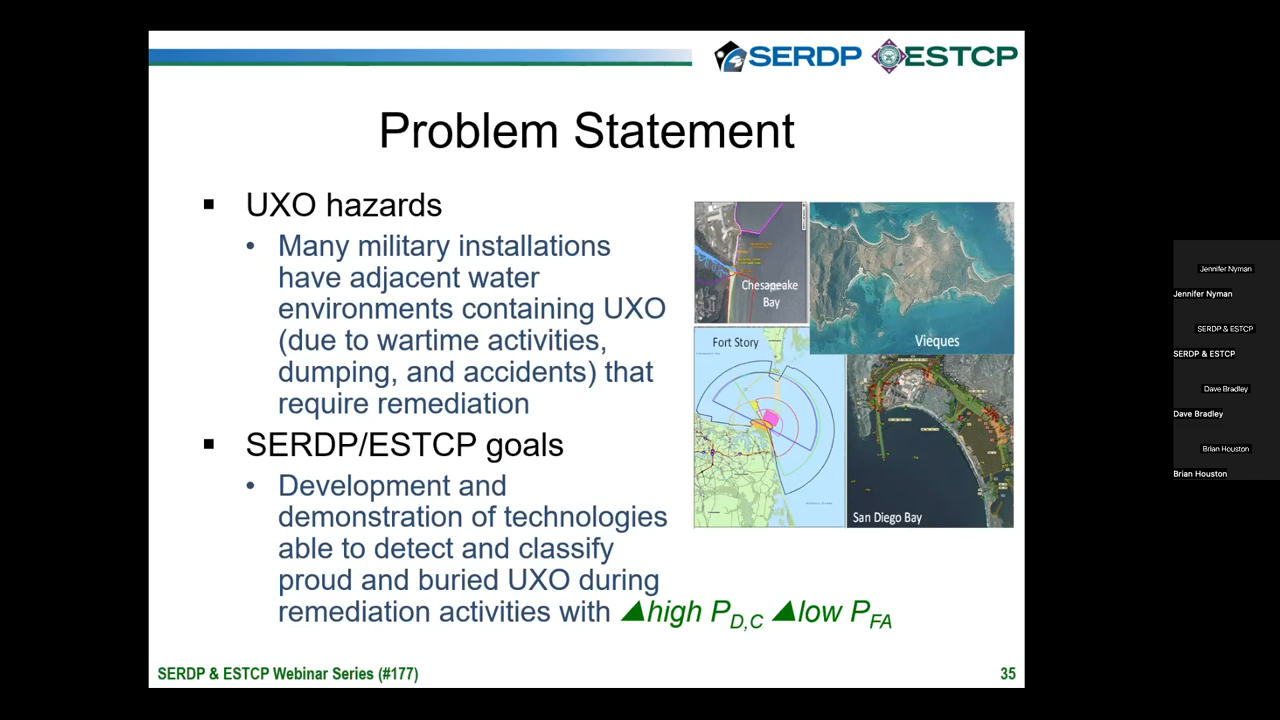 SERDP ESTCP
Problem Statement
▪ UXO hazards
• Many military installations
have adjacent water
environments containing UXO
(due to wartime activities,
dumping, and accidents) that
require remediation
▪ SERDP/ESTCP goals
• Development and
demonstration of technologies
able to detect and classify
proud and buried UXO during
remediation activities with ▲high P_D,C ▲low P_FA
Chesapeake
Bay
Vieques
Fort Story
San Diego Bay
SERDP & ESTCP Webinar Series (#177)
35
Jennifer Nyman
Jennifer Nyman
SERDP & ESTCP
SERDP & ESTCP
Dave Bradley
Dave Bradley
Brian Houston
Brian Houston